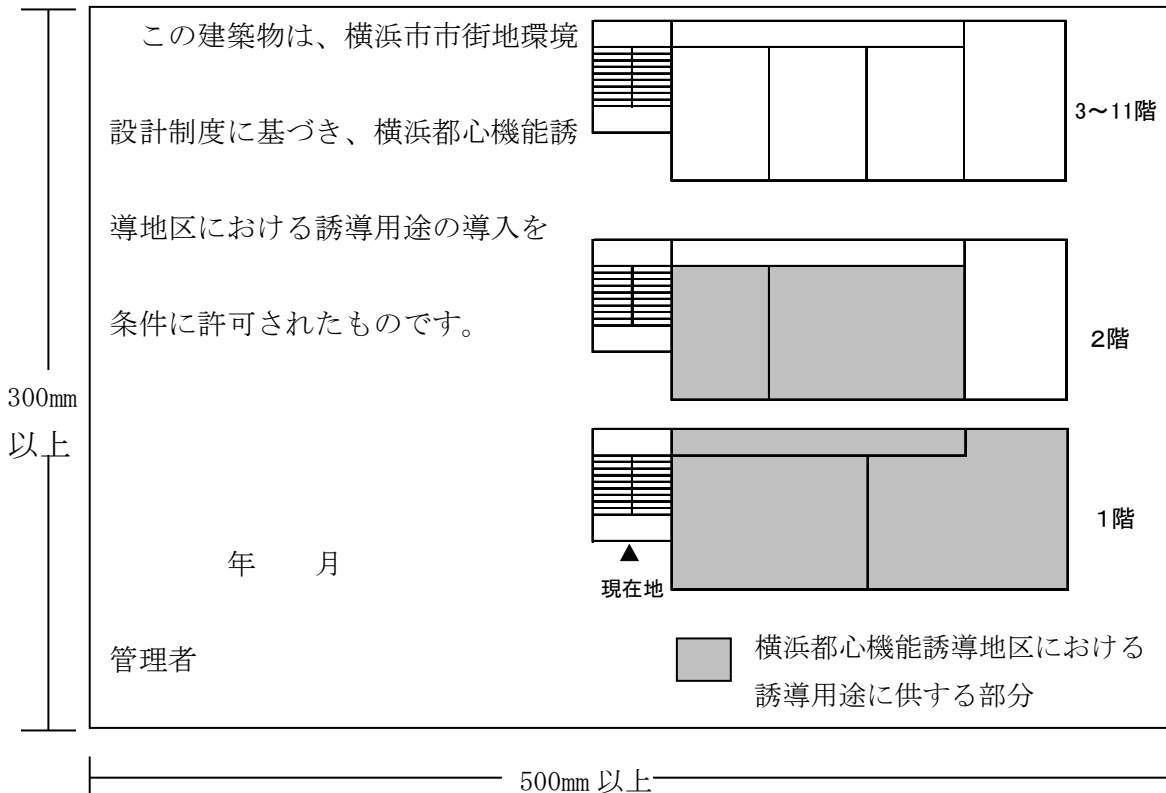 この建築物は、横浜市市街地環境
設計制度に基づき、横浜都心機能誘
導地区における誘導用途の導入を
条件に許可されたものです。
年　　月
管理者
3～11階
２階
１階
現在地
横浜都心機能誘導地区における
誘導用途に供する部分
300㎜
以上
500㎜以上